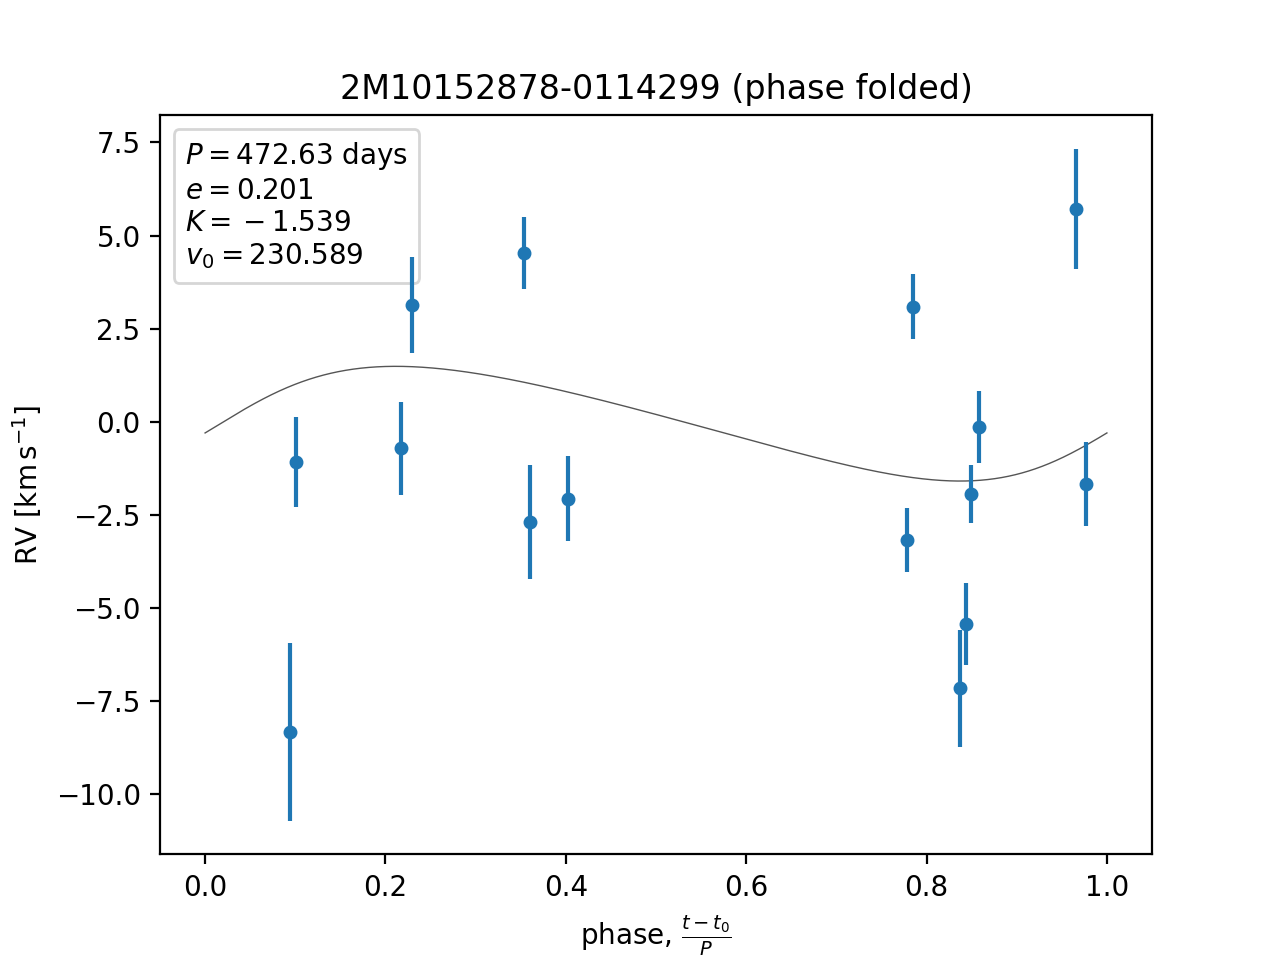 2M10152878-0114299 (phase folded)
P = 472.63 days
e = 0.201
K = −1.539
v₀ = 230.589
7.5
5.0
2.5
0.0
−2.5
−5.0
−7.5
−10.0
RV [km s⁻¹]
0.0 0.2 0.4 0.6 0.8 1.0
phase, (t − t₀)/P